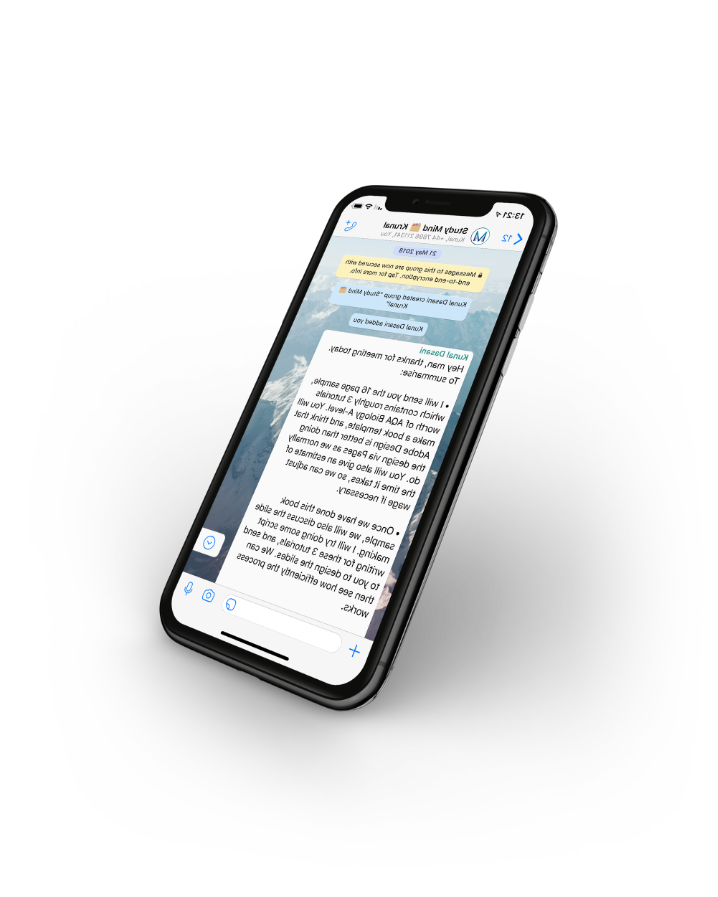 13:21
12
Study Mind 🗂️ Krunal
21 May 2018
🔒 Messages to this group are now secured with
end-to-end encryption. Tap for more info.
Kunal Dasani created group "Study Mind 🗂️
Krunal"
Kunal Dasani added you
Kunal Dasani
Hey man, thanks for meeting today.
To summarise:
• I will send you the 16 page sample,
which contains roughly 3 tutorials
worth of AQA Biology A-level. You will
make a book template, and think that
Adobe Design is better than doing
the design via Pages as we normally
do. You will also give an estimate of
the time it takes, so we can adjust
wage if necessary.
• Once we have done this book
sample, we will also discuss the slide
making. I will try doing some script
writing for these 3 tutorials, and send
to you to design the slides. We can
then see how efficiently the process
works.